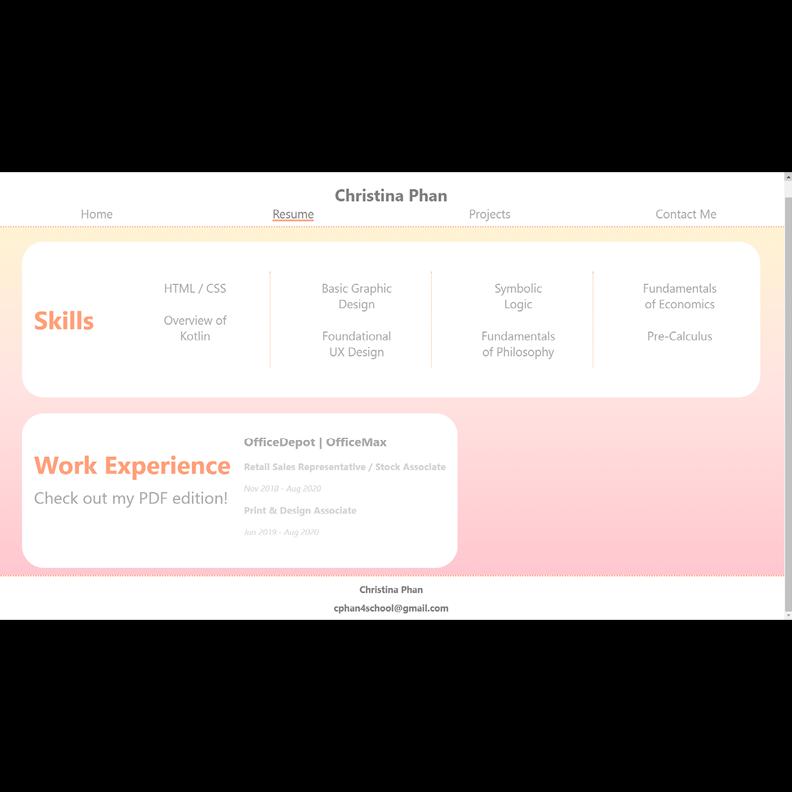 Christina Phan
Home Resume Projects Contact Me
Skills
HTML / CSS
Overview of
Kotlin
Basic Graphic
Design
Foundational
UX Design
Symbolic
Logic
Fundamentals
of Philosophy
Fundamentals
of Economics
Pre-Calculus
Work Experience
Check out my PDF edition!
OfficeDepot | OfficeMax
Retail Sales Representative / Stock Associate
Nov 2018 - Aug 2020
Print & Design Associate
Jun 2019 - Aug 2020
Christina Phan
cphan4school@gmail.com